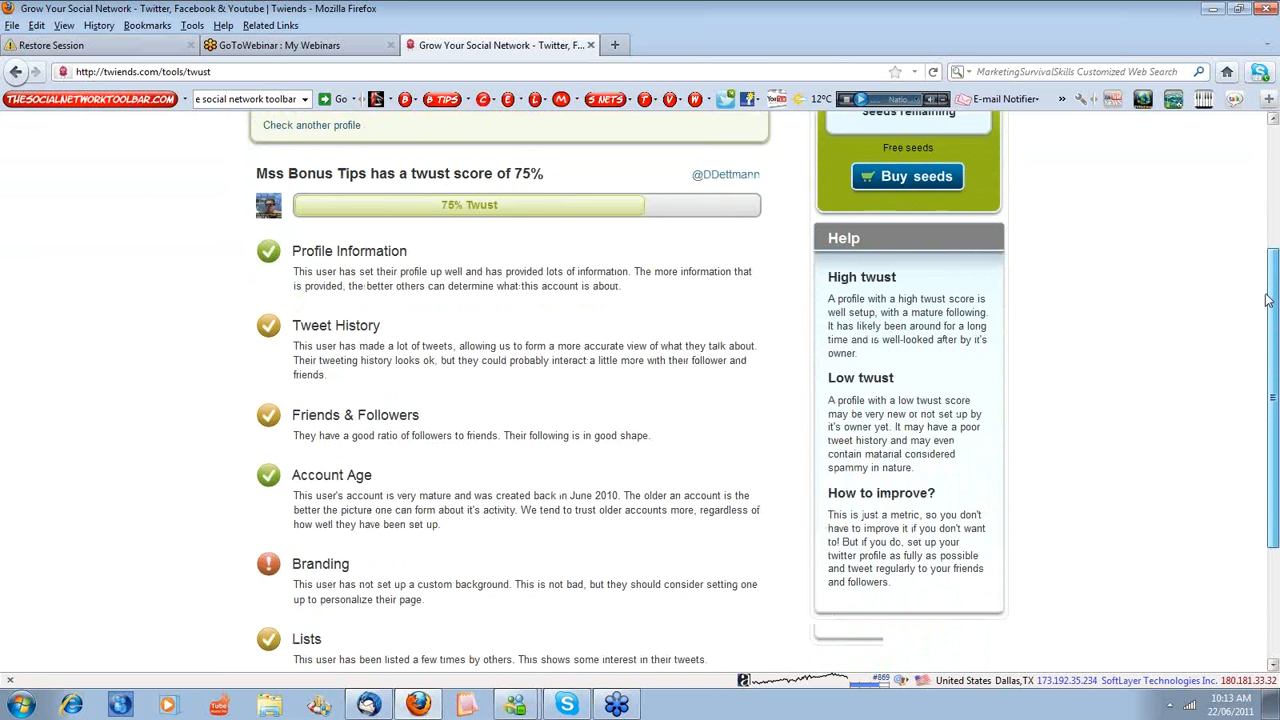 Grow Your Social Network - Twitter, Facebook & Youtube | Twiends - Mozilla Firefox
File Edit View History Bookmarks Tools Help Related Links
Restore Session
GoToWebinar : My Webinars
Grow Your Social Network - Twitter, F...
http://twiends.com/tools/twust
MarketingSurvivalSkills Customized Web Search
THESOCIALNETWORKTOOLBAR.COM
e social network toolbar
Go
B B TIPS C E L M S NETS T V W
12°C
E-mail Notifier
Check another profile
Seeds remaining
Free seeds
Buy seeds
Mss Bonus Tips has a twust score of 75%
@DDettmann
75% Twust
Profile Information
This user has set their profile up well and has provided lots of information. The more information that
is provided, the better others can determine what this account is about.
Tweet History
This user has made a lot of tweets, allowing us to form a more accurate view of what they talk about.
Their tweeting history looks ok, but they could probably interact a little more with their follower and
friends.
Friends & Followers
They have a good ratio of followers to friends. Their following is in good shape.
Account Age
This user's account is very mature and was created back in June 2010. The older an account is the
better the picture one can form about it's activity. We tend to trust older accounts more, regardless of
how well they have been set up.
Branding
This user has not set up a custom background. This is not bad, but they should consider setting one
up to personalize their page.
Lists
This user has been listed a few times by others. This shows some interest in their tweets.
Help
High twust
A profile with a high twust score is
well setup, with a mature following.
It has likely been around for a long
time and is well-looked after by it's
owner.
Low twust
A profile with a low twust score
may be very new or not set up by
it's owner yet. It may have a poor
tweet history and may even
contain matarial considered
spammy in nature.
How to improve?
This is just a metric, so you don't
have to improve it if you don't want
to! But if you do, set up your
twitter profile as fully as possible
and tweet regularly to your friends
and followers.
#869
United States Dallas,TX 173.192.35.234 SoftLayer Technologies Inc. 180.181.33.32
10:13 AM
22/06/2011